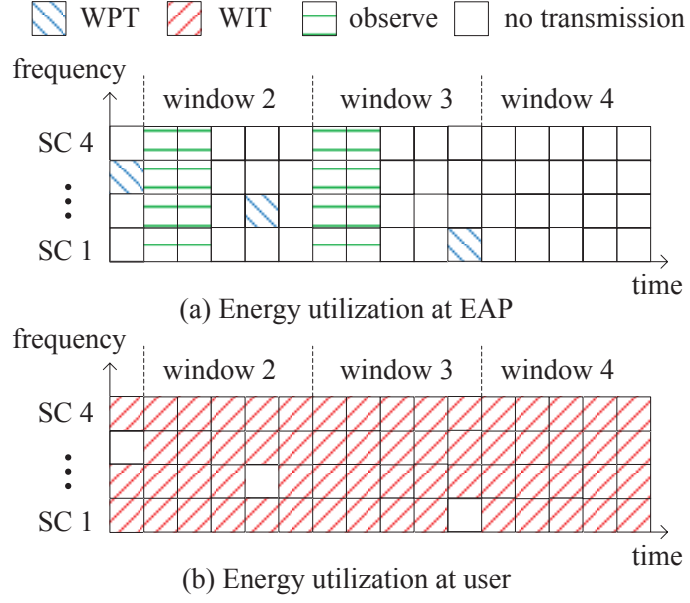 WPT WIT observe no transmission
frequency
window 2 window 3 window 4
SC 4
SC 1
time
(a) Energy utilization at EAP
frequency
window 2 window 3 window 4
SC 4
SC 1
time
(b) Energy utilization at user